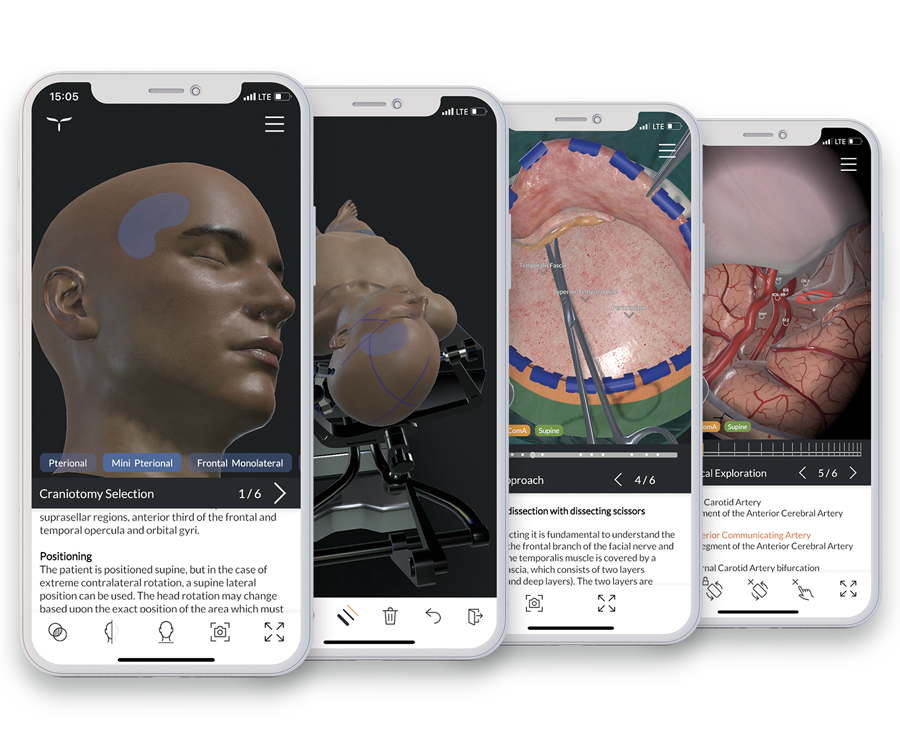 15:05
LTE
Pterional
Mini Pterional
Frontal Monolateral
Craniotomy Selection
1/6
suprasellar regions, anterior third of the frontal and
temporal opercula and orbital gyri.
Positioning
The patient is positioned supine, but in the case of
extreme contralateral rotation, a supine lateral
position can be used. The head rotation may change
based upon the exact position of the area which must
LTE
LTE
Temporalis Fascia
Superior Temporal
ComA
Supine
proach
4/6
dissection with dissecting scissors
cting it is fundamental to understand the
the frontal branch of the facial nerve and
he temporalis muscle is covered by a
ascia, which consists of two layers
and deep layers). The two layers are
LTE
omA
Supine
cal Exploration
5/6
Carotid Artery
ment of the Anterior Cerebral Artery
erior Communicating Artery
egment of the Anterior Cerebral Artery
rnal Carotid Artery bifurcation